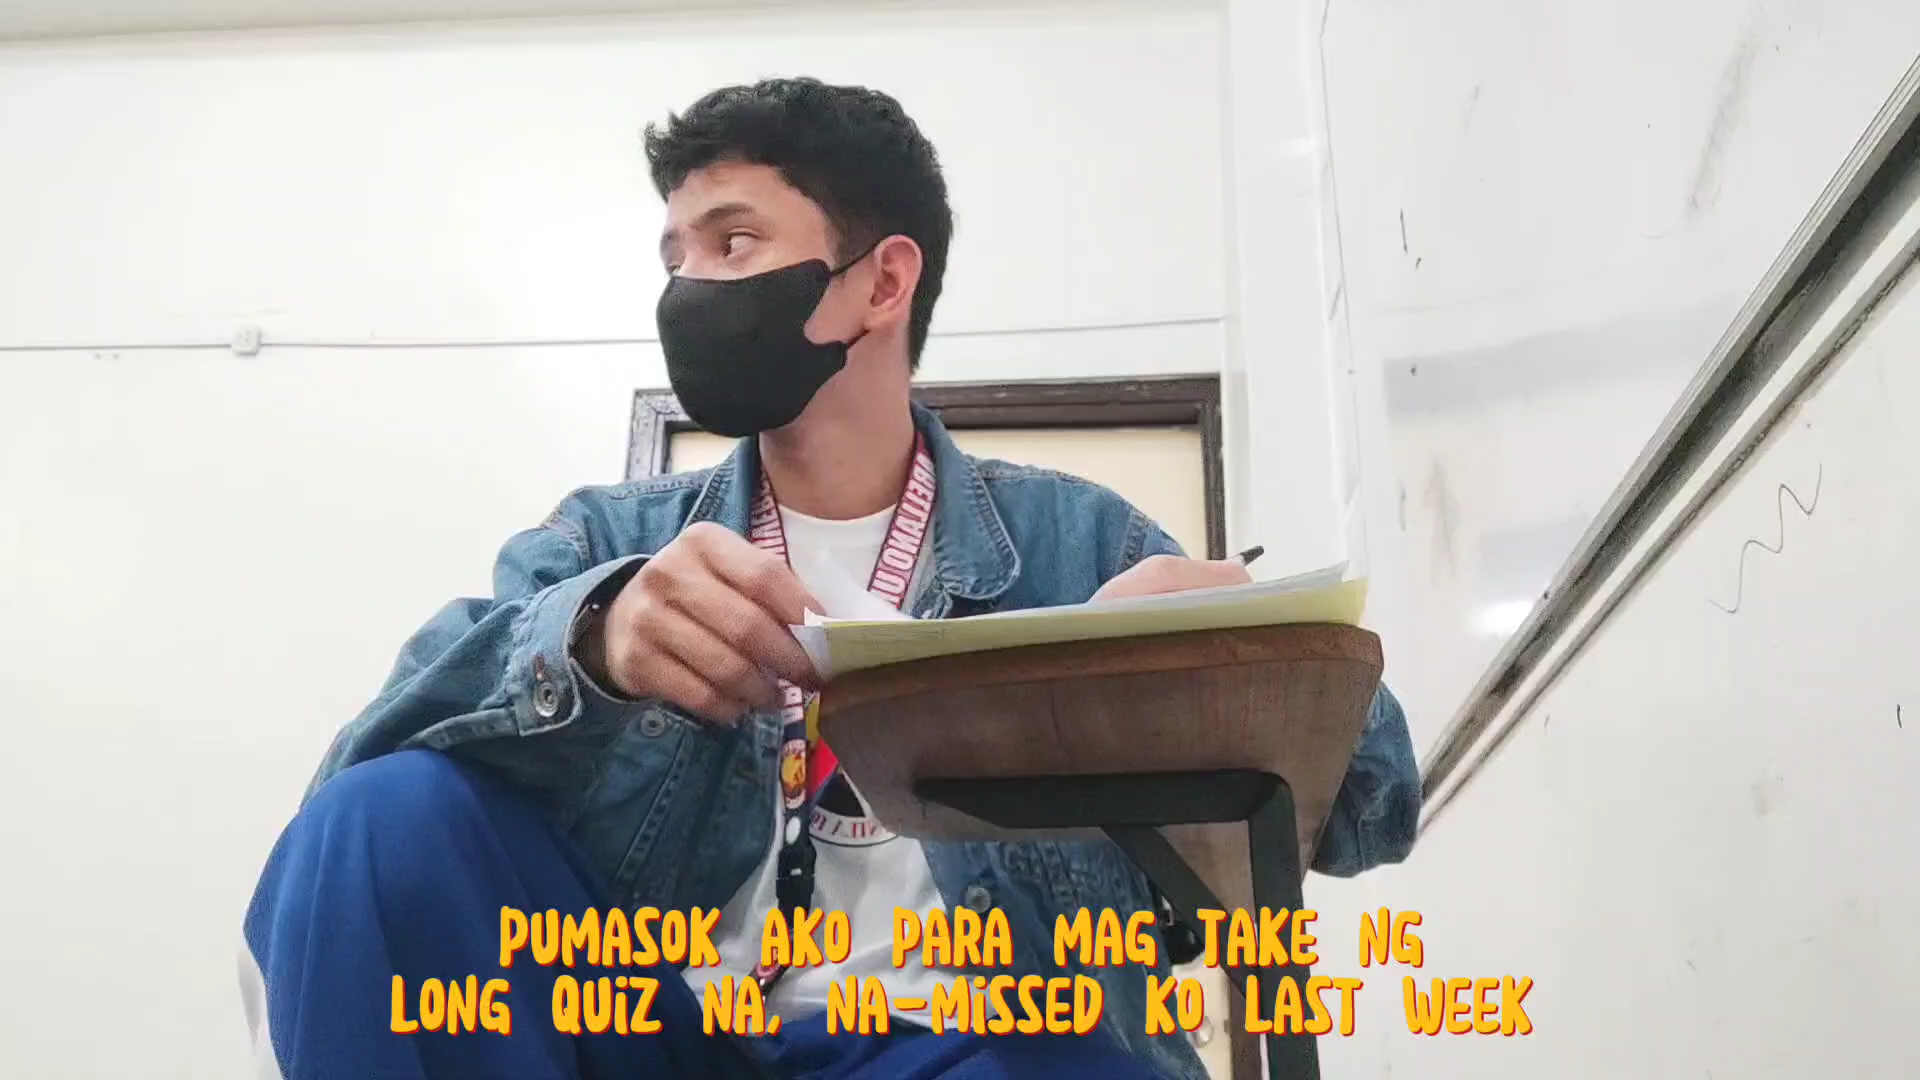 PUMASOK AKO PARA MAG TAKE NG
LONG QUIZ NA, NA-MISSED KO LAST WEEK